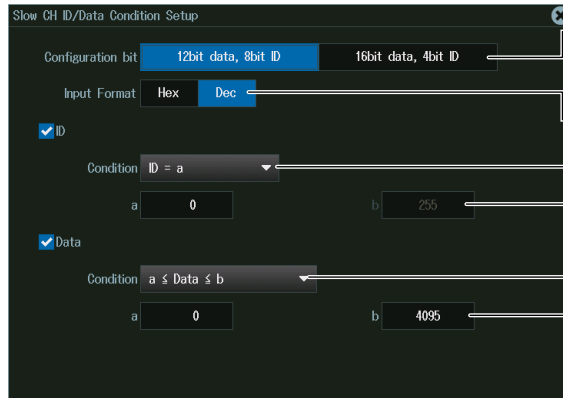 Slow CH ID/Data Condition Setup
Configuration bit 12bit data, 8bit ID 16bit data, 4bit ID
Input Format Hex Dec
ID
Condition ID = a
a 0 b 255
Data
Condition a ≤ Data ≤ b
a 0 b 4095